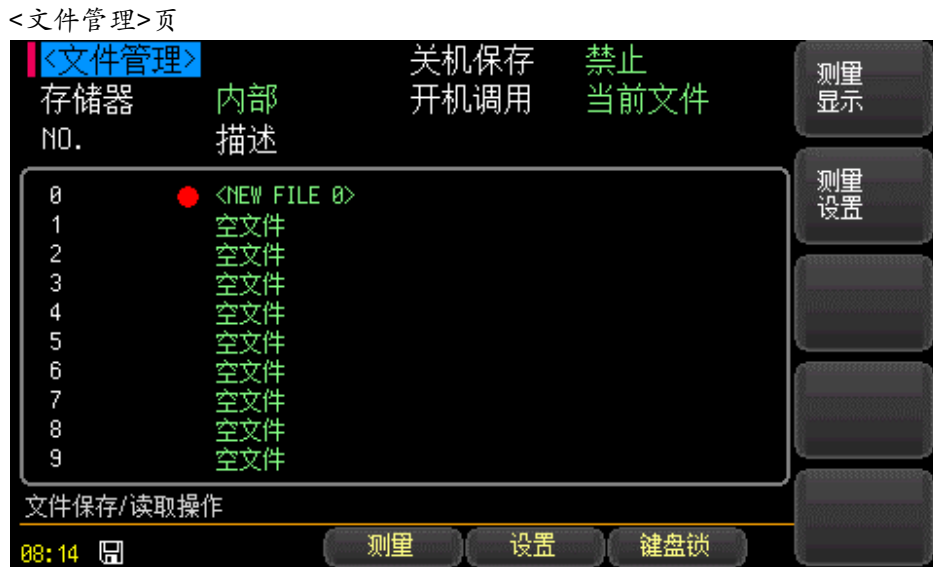 <文件管理>页
<文件管理> 关机保存 禁止
存储器 内部 开机调用 当前文件
NO. 描述
0 <NEW FILE 0>
1 空文件
2 空文件
3 空文件
4 空文件
5 空文件
6 空文件
7 空文件
8 空文件
9 空文件
文件保存/读取操作
08:14 测量 设置 键盘锁
测量
显示
测量
设置